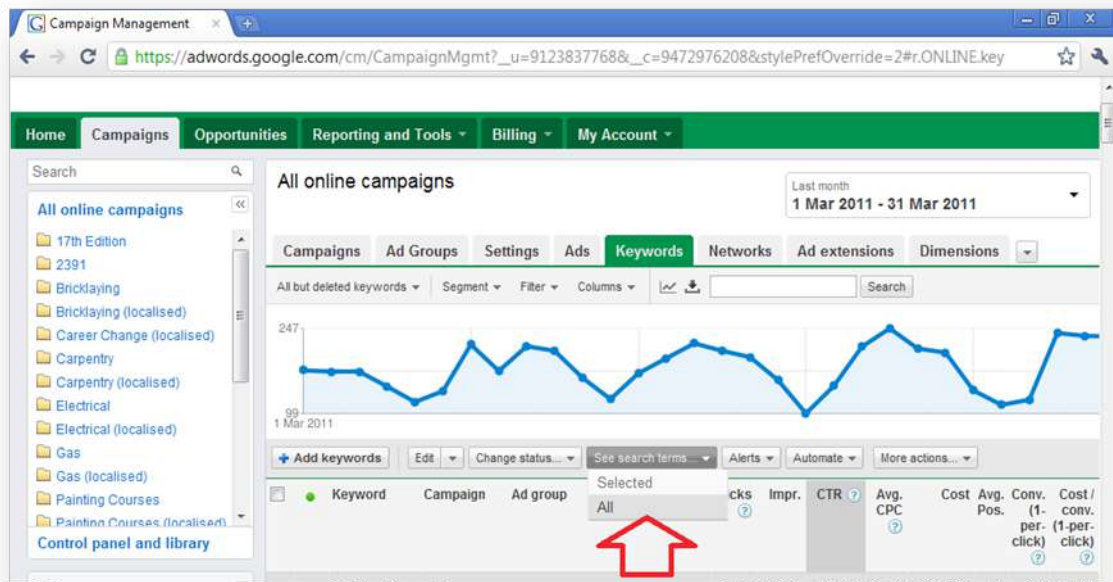 Campaign Management
https://adwords.google.com/cm/CampaignMgmt?__u=9123837768&__c=9472976208&stylePrefOverride=2#r.ONLINE.key
Home Campaigns Opportunities Reporting and Tools Billing My Account
Search
All online campaigns
17th Edition
2391
Bricklaying
Bricklaying (localised)
Career Change (localised)
Carpentry
Carpentry (localised)
Electrical
Electrical (localised)
Gas
Gas (localised)
Painting Courses
Painting Courses (localised)
Control panel and library
All online campaigns
Last month
1 Mar 2011 - 31 Mar 2011
Campaigns Ad Groups Settings Ads Keywords Networks Ad extensions Dimensions
All but deleted keywords Segment Filter Columns Search
247
99
1 Mar 2011
+ Add keywords Edit Change status... See search terms... Alerts Automate More actions...
Selected
All
Keyword Campaign Ad group cks Impr. CTR ? Avg. Cost Avg. Conv. Cost /
? CPC Pos. (1- conv.
? per- (1-per-
click) click)
? ?